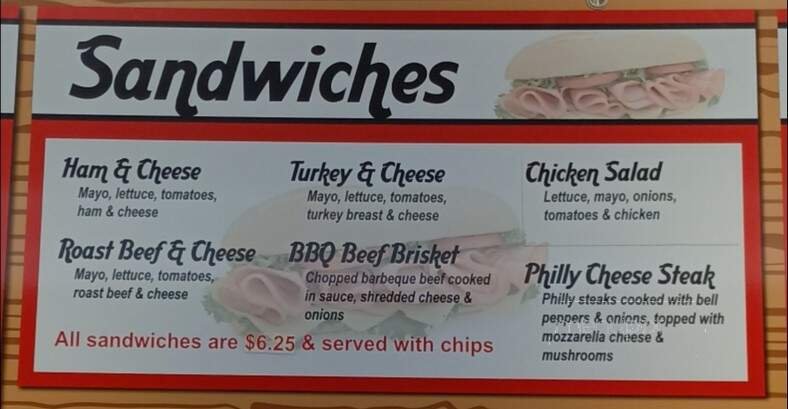 Sandwiches
Ham & Cheese
Mayo, lettuce, tomatoes,
ham & cheese
Turkey & Cheese
Mayo, lettuce, tomatoes,
turkey breast & cheese
Chicken Salad
Lettuce, mayo, onions,
tomatoes & chicken
Roast Beef & Cheese
Mayo, lettuce, tomatoes,
roast beef & cheese
BBQ Beef Brisket
Chopped barbeque beef cooked
in sauce, shredded cheese &
onions
Philly Cheese Steak
Philly steaks cooked with bell
peppers & onions, topped with
mozzarella cheese &
mushrooms
All sandwiches are $6.25 & served with chips